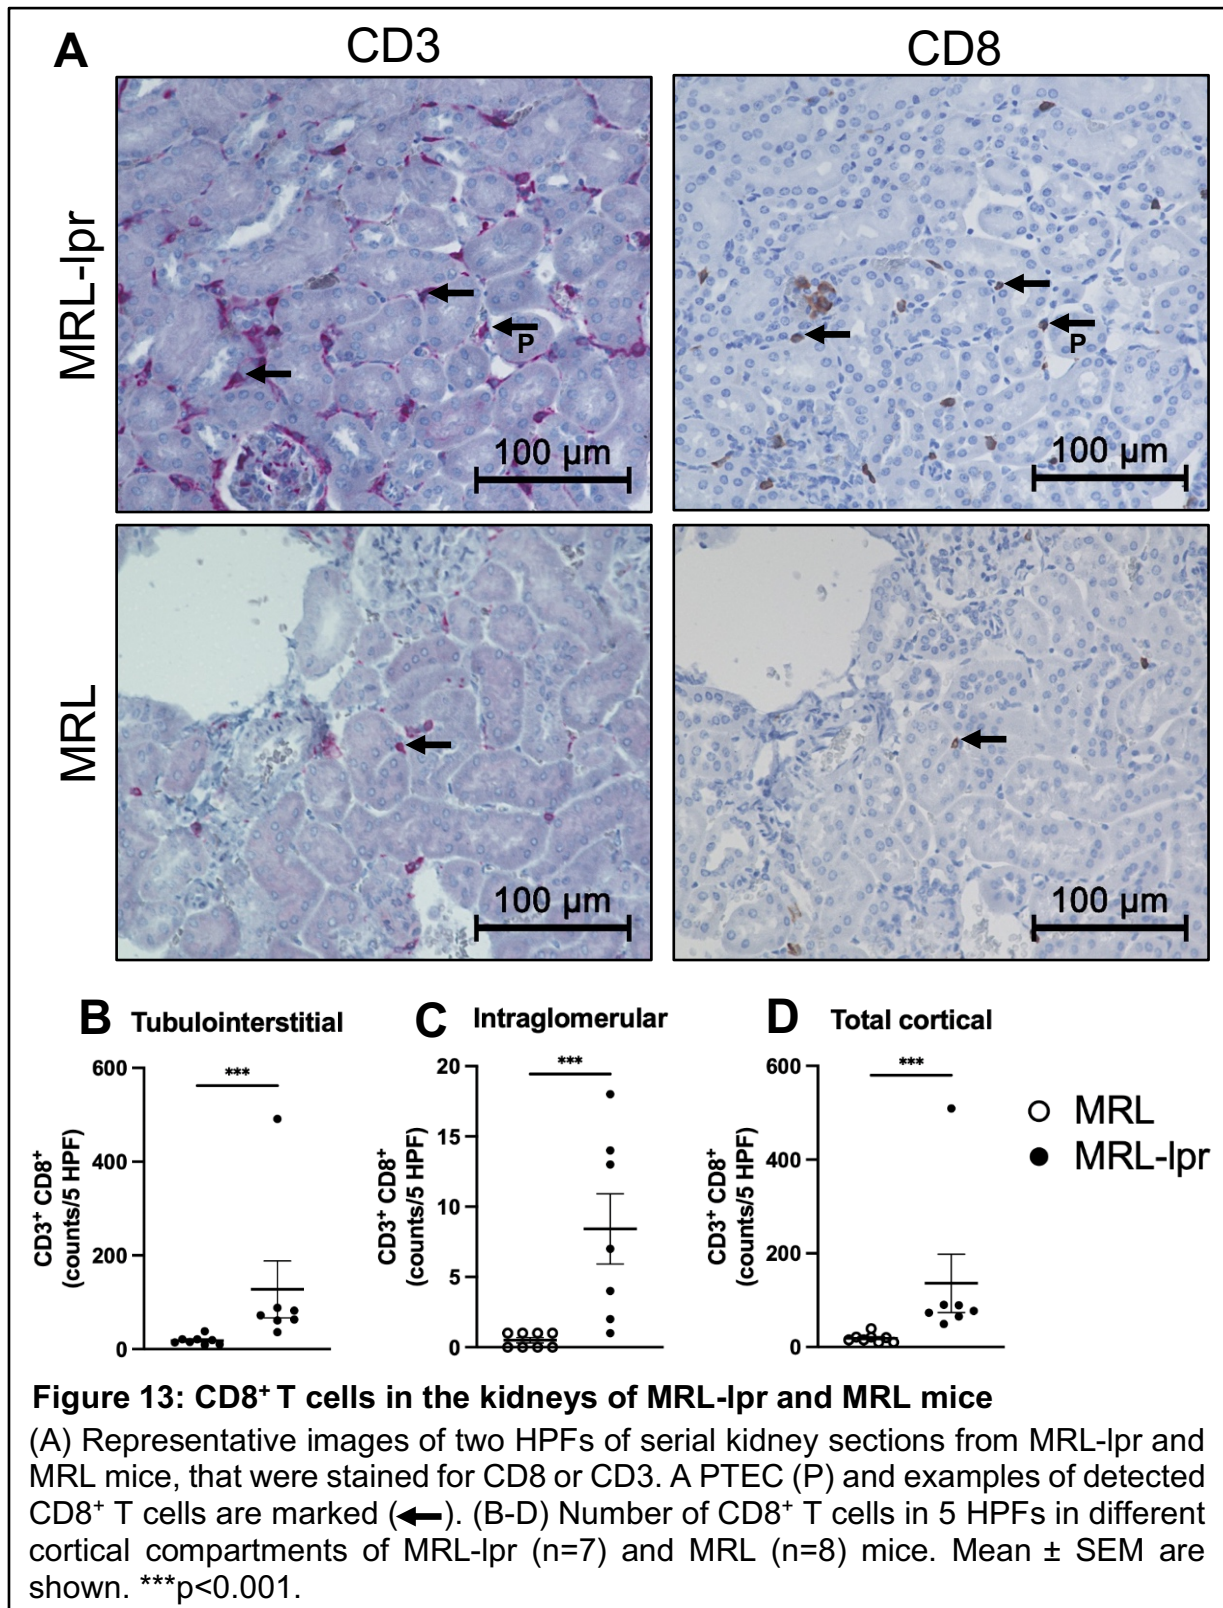 A
CD3
CD8
MRL-lpr
P
100 µm
P
100 µm
MRL
100 µm
100 µm
B Tubulointerstitial
CD3⁺ CD8⁺
(counts/5 HPF)
600
400
200
0
***
C Intraglomerular
CD3⁺ CD8⁺
(counts/5 HPF)
20
15
10
5
0
***
D Total cortical
CD3⁺ CD8⁺
(counts/5 HPF)
600
400
200
0
***
MRL
MRL-lpr
Figure 13: CD8⁺ T cells in the kidneys of MRL-lpr and MRL mice
(A) Representative images of two HPFs of serial kidney sections from MRL-lpr and
MRL mice, that were stained for CD8 or CD3. A PTEC (P) and examples of detected
CD8⁺ T cells are marked (←). (B-D) Number of CD8⁺ T cells in 5 HPFs in different
cortical compartments of MRL-lpr (n=7) and MRL (n=8) mice. Mean ± SEM are
shown. ***p<0.001.